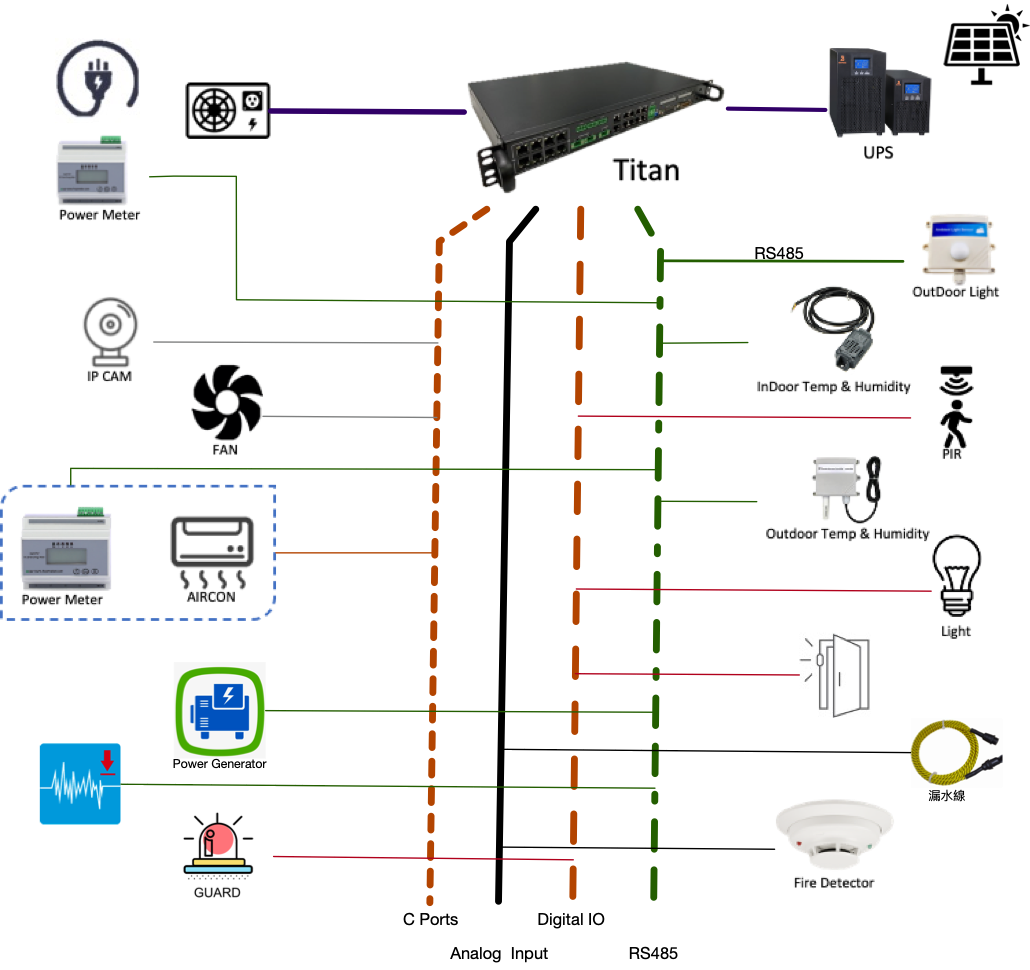 Titan
UPS
Power Meter
RS485
OutDoor Light
IP CAM
InDoor Temp & Humidity
FAN
PIR
Outdoor Temp & Humidity
Power Meter
AIRCON
Light
Power Generator
漏水線
GUARD
Fire Detector
C Ports
Digital IO
Analog Input
RS485